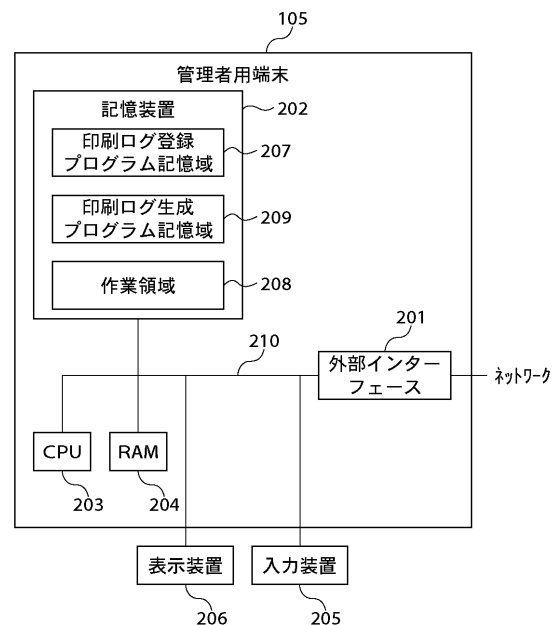 105
管理者用端末
記憶装置
202
印刷ログ登録
プログラム記憶域
207
印刷ログ生成
プログラム記憶域
209
作業領域
208
201
210
外部インター
フェース
ﾈｯﾄﾜｰｸ
CPU
RAM
203
204
表示装置
入力装置
206
205